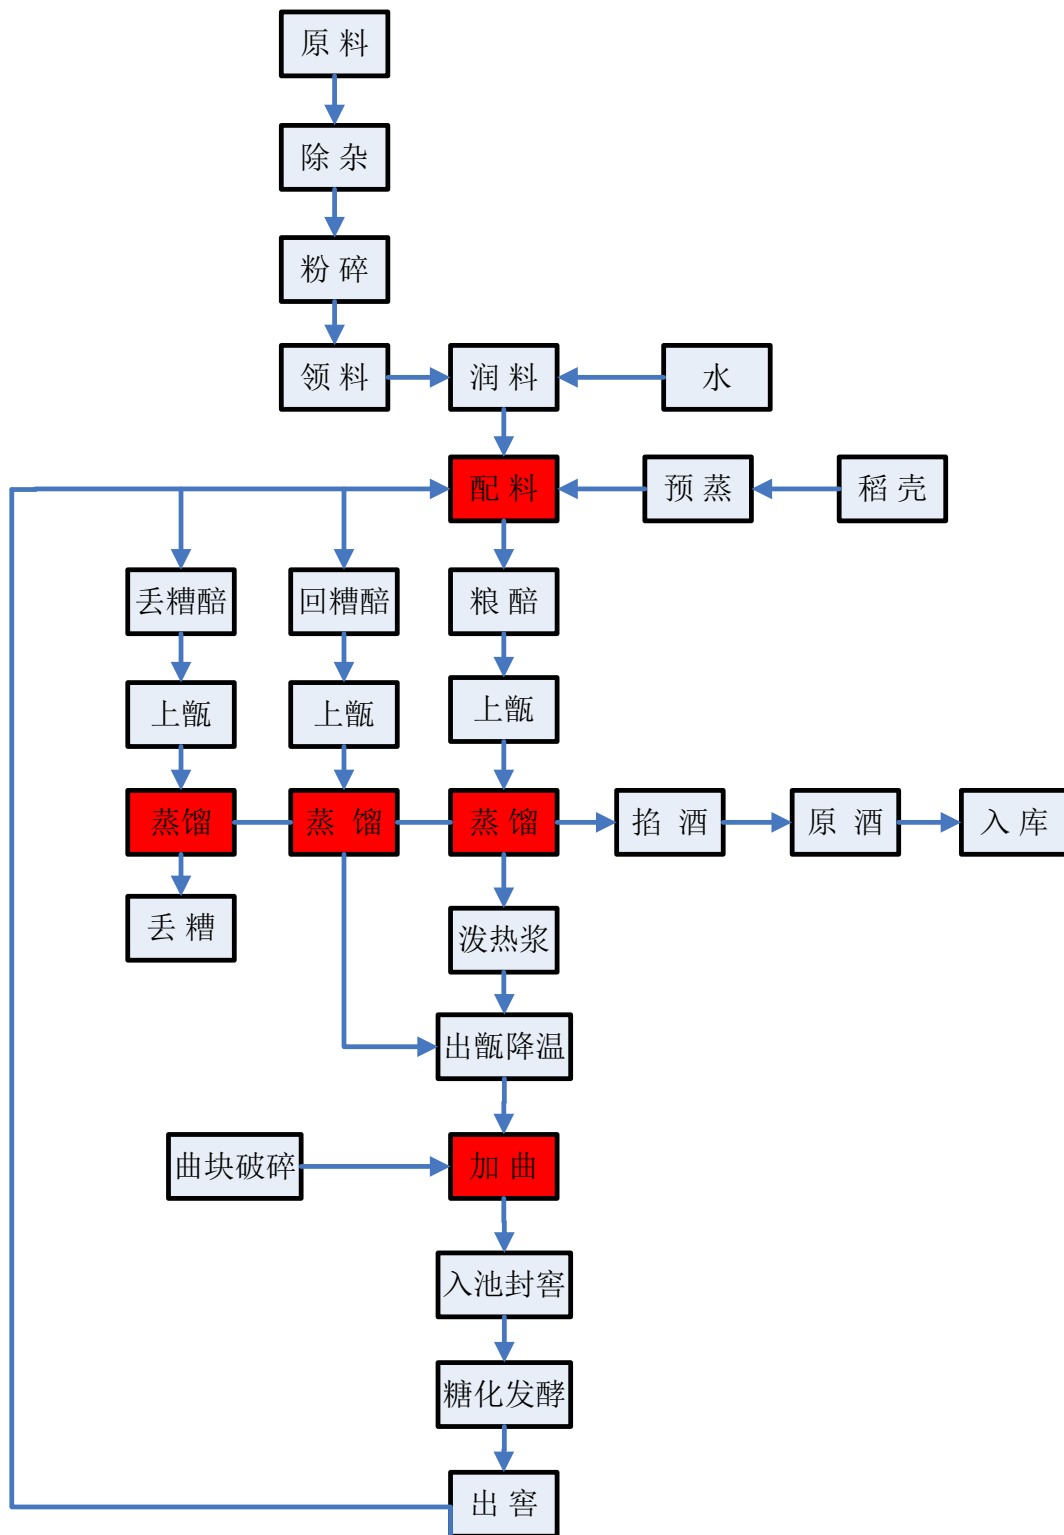 原料
除杂
粉碎
领料 润料 水
配料 预蒸 稻壳
丢糟醅 回糟醅 粮醅
上甑 上甑 上甑
蒸馏 蒸馏 蒸馏 掐酒 原酒 入库
丢糟 泼热浆
出甑降温
曲块破碎 加曲
入池封窖
糖化发酵
出窖